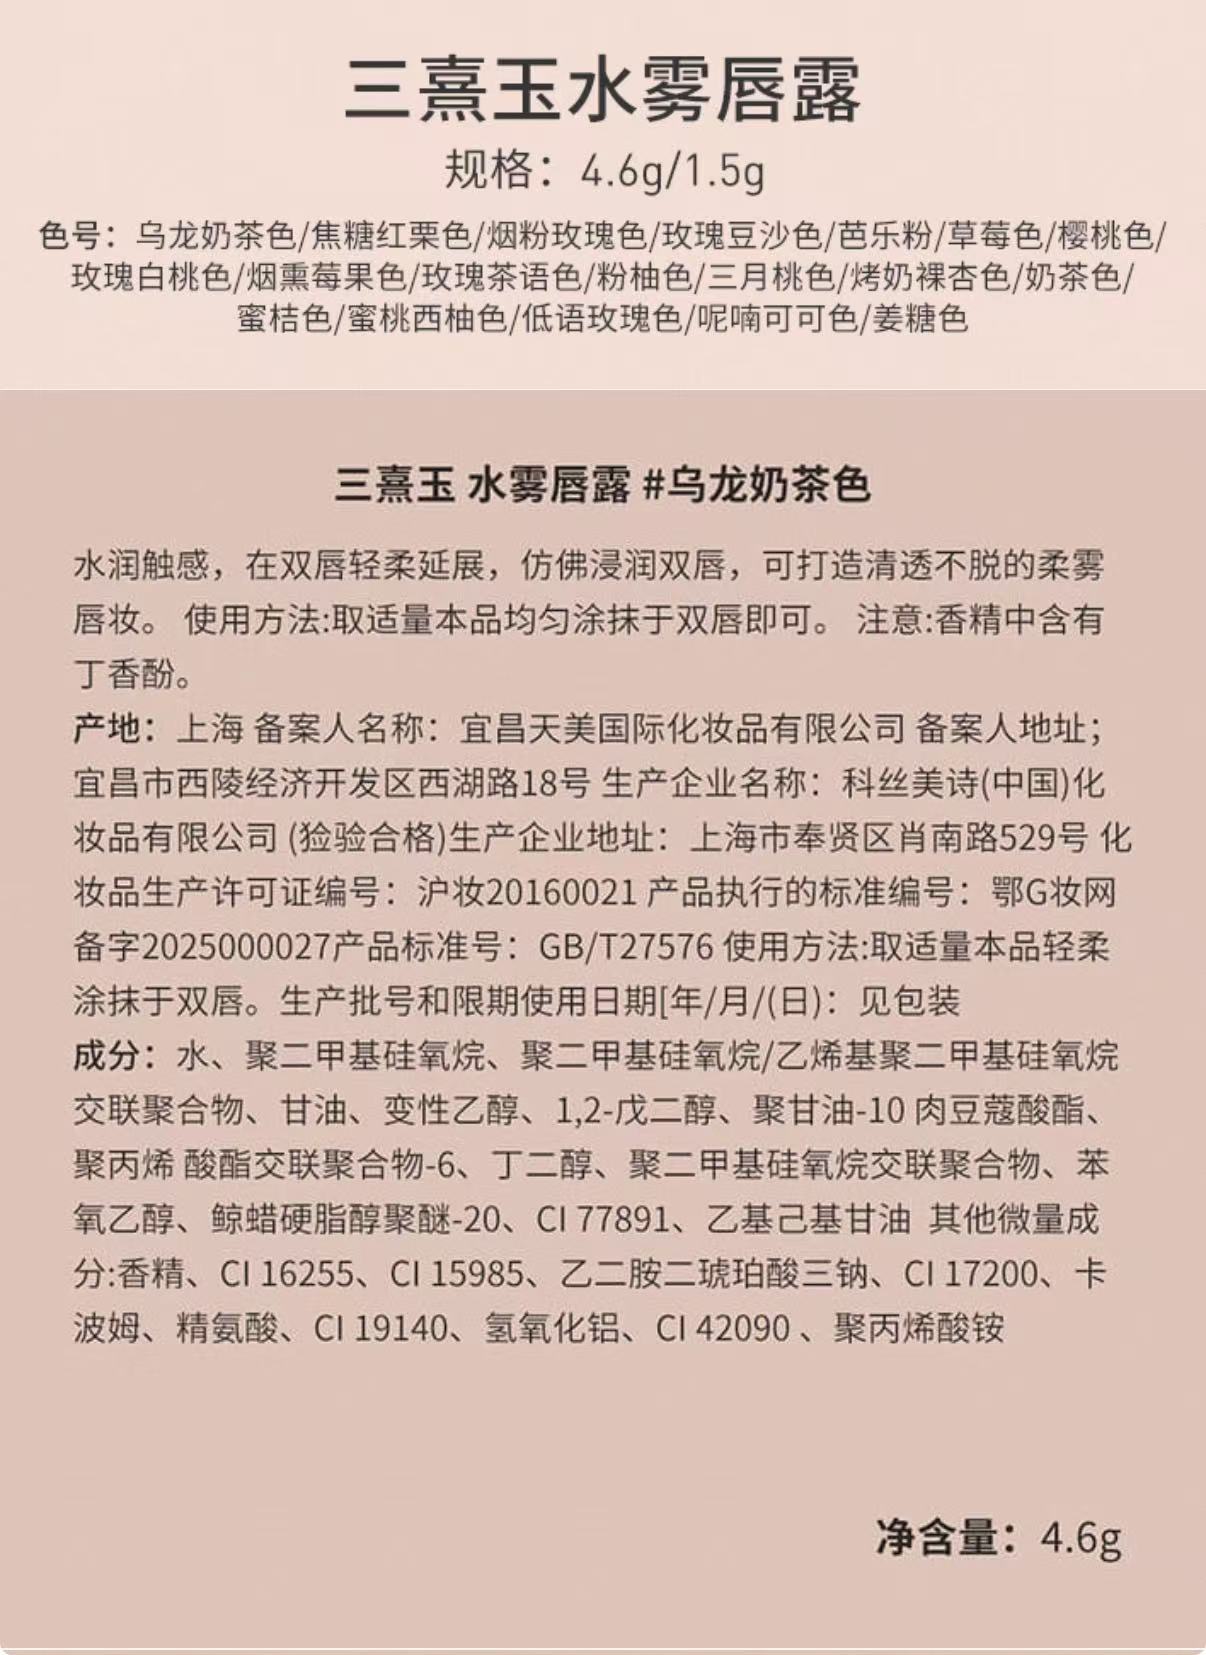 三熹玉水雾唇露
规格：4.6g/1.5g
色号：乌龙奶茶色/焦糖红栗色/烟粉玫瑰色/玫瑰豆沙色/芭乐粉/草莓色/樱桃色/
玫瑰白桃色/烟熏莓果色/玫瑰茶语色/粉柚色/三月桃色/烤奶裸杏色/奶茶色/
蜜桔色/蜜桃西柚色/低语玫瑰色/呢喃可可色/姜糖色
三熹玉 水雾唇露 #乌龙奶茶色
水润触感，在双唇轻柔延展，仿佛浸润双唇，可打造清透不脱的柔雾
唇妆。 使用方法:取适量本品均匀涂抹于双唇即可。 注意:香精中含有
丁香酚。
产地：上海 备案人名称：宜昌天美国际化妆品有限公司 备案人地址；
宜昌市西陵经济开发区西湖路18号 生产企业名称：科丝美诗(中国)化
妆品有限公司 (猃验合格)生产企业地址：上海市奉贤区肖南路529号 化
妆品生产许可证编号：沪妆20160021 产品执行的标准编号：鄂G妆网
备字2025000027产品标准号：GB/T27576 使用方法:取适量本品轻柔
涂抹于双唇。生产批号和限期使用日期[年/月/(日)：见包装
成分：水、聚二甲基硅氧烷、聚二甲基硅氧烷/乙烯基聚二甲基硅氧烷
交联聚合物、甘油、变性乙醇、1,2-戊二醇、聚甘油-10 肉豆蔻酸酯、
聚丙烯 酸酯交联聚合物-6、丁二醇、聚二甲基硅氧烷交联聚合物、苯
氧乙醇、鲸蜡硬脂醇聚醚-20、CI 77891、乙基己基甘油 其他微量成
分:香精、CI 16255、CI 15985、乙二胺二琥珀酸三钠、CI 17200、卡
波姆、精氨酸、CI 19140、氢氧化铝、CI 42090 、聚丙烯酸铵
净含量：4.6g